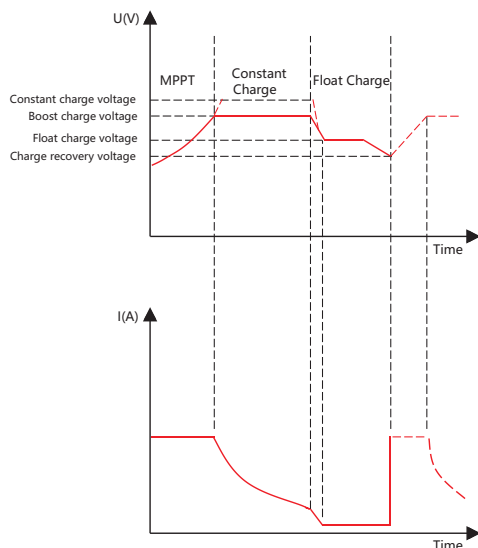 U(V)
MPPT
Constant
Charge
Float Charge
Constant charge voltage
Boost charge voltage
Float charge voltage
Charge recovery voltage
Time
I(A)
Time